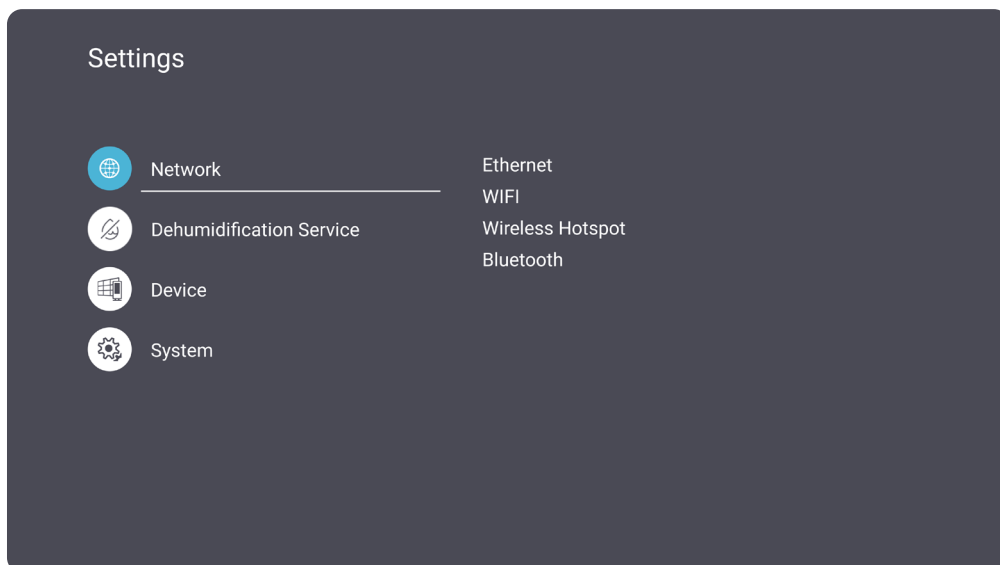 Settings
Network
Dehumidification Service
Device
System
Ethernet
WIFI
Wireless Hotspot
Bluetooth